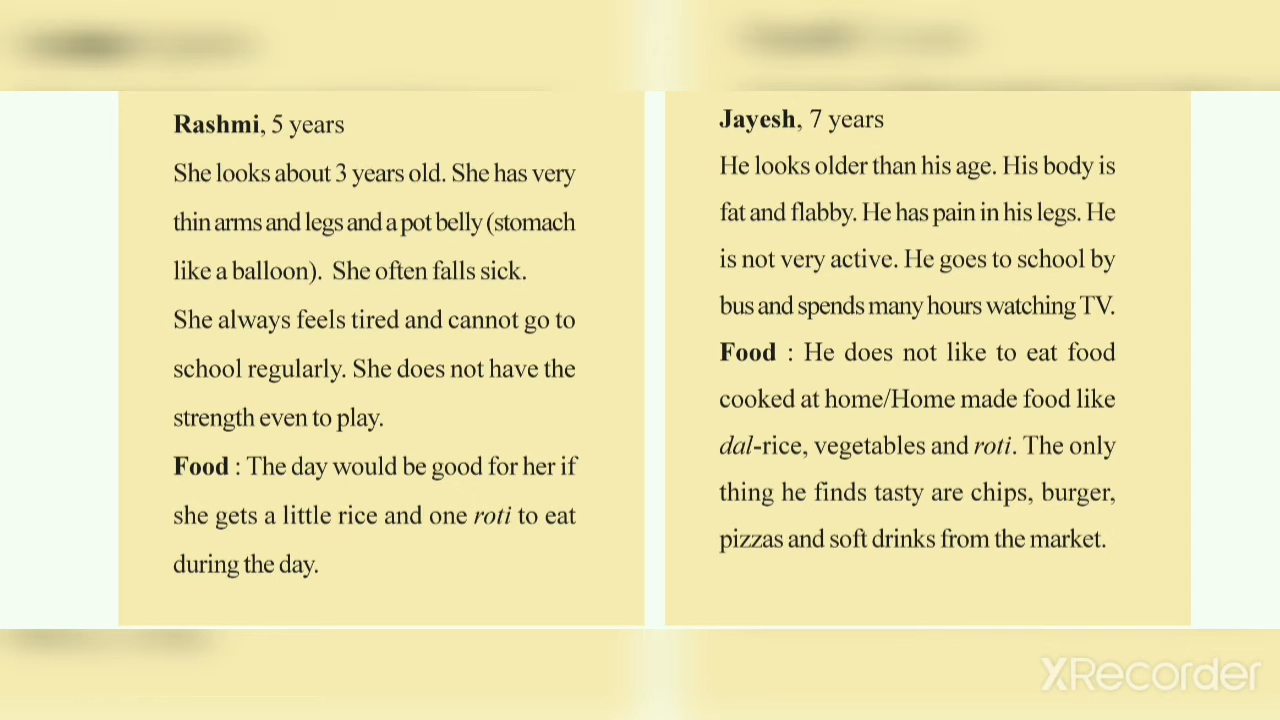 Rashmi, 5 years
She looks about 3 years old. She has very
thin arms and legs and a pot belly (stomach
like a balloon). She often falls sick.
She always feels tired and cannot go to
school regularly. She does not have the
strength even to play.
Food : The day would be good for her if
she gets a little rice and one roti to eat
during the day.
Jayesh, 7 years
He looks older than his age. His body is
fat and flabby. He has pain in his legs. He
is not very active. He goes to school by
bus and spends many hours watching TV.
Food : He does not like to eat food
cooked at home/Home made food like
dal-rice, vegetables and roti. The only
thing he finds tasty are chips, burger,
pizzas and soft drinks from the market.
XRecorder